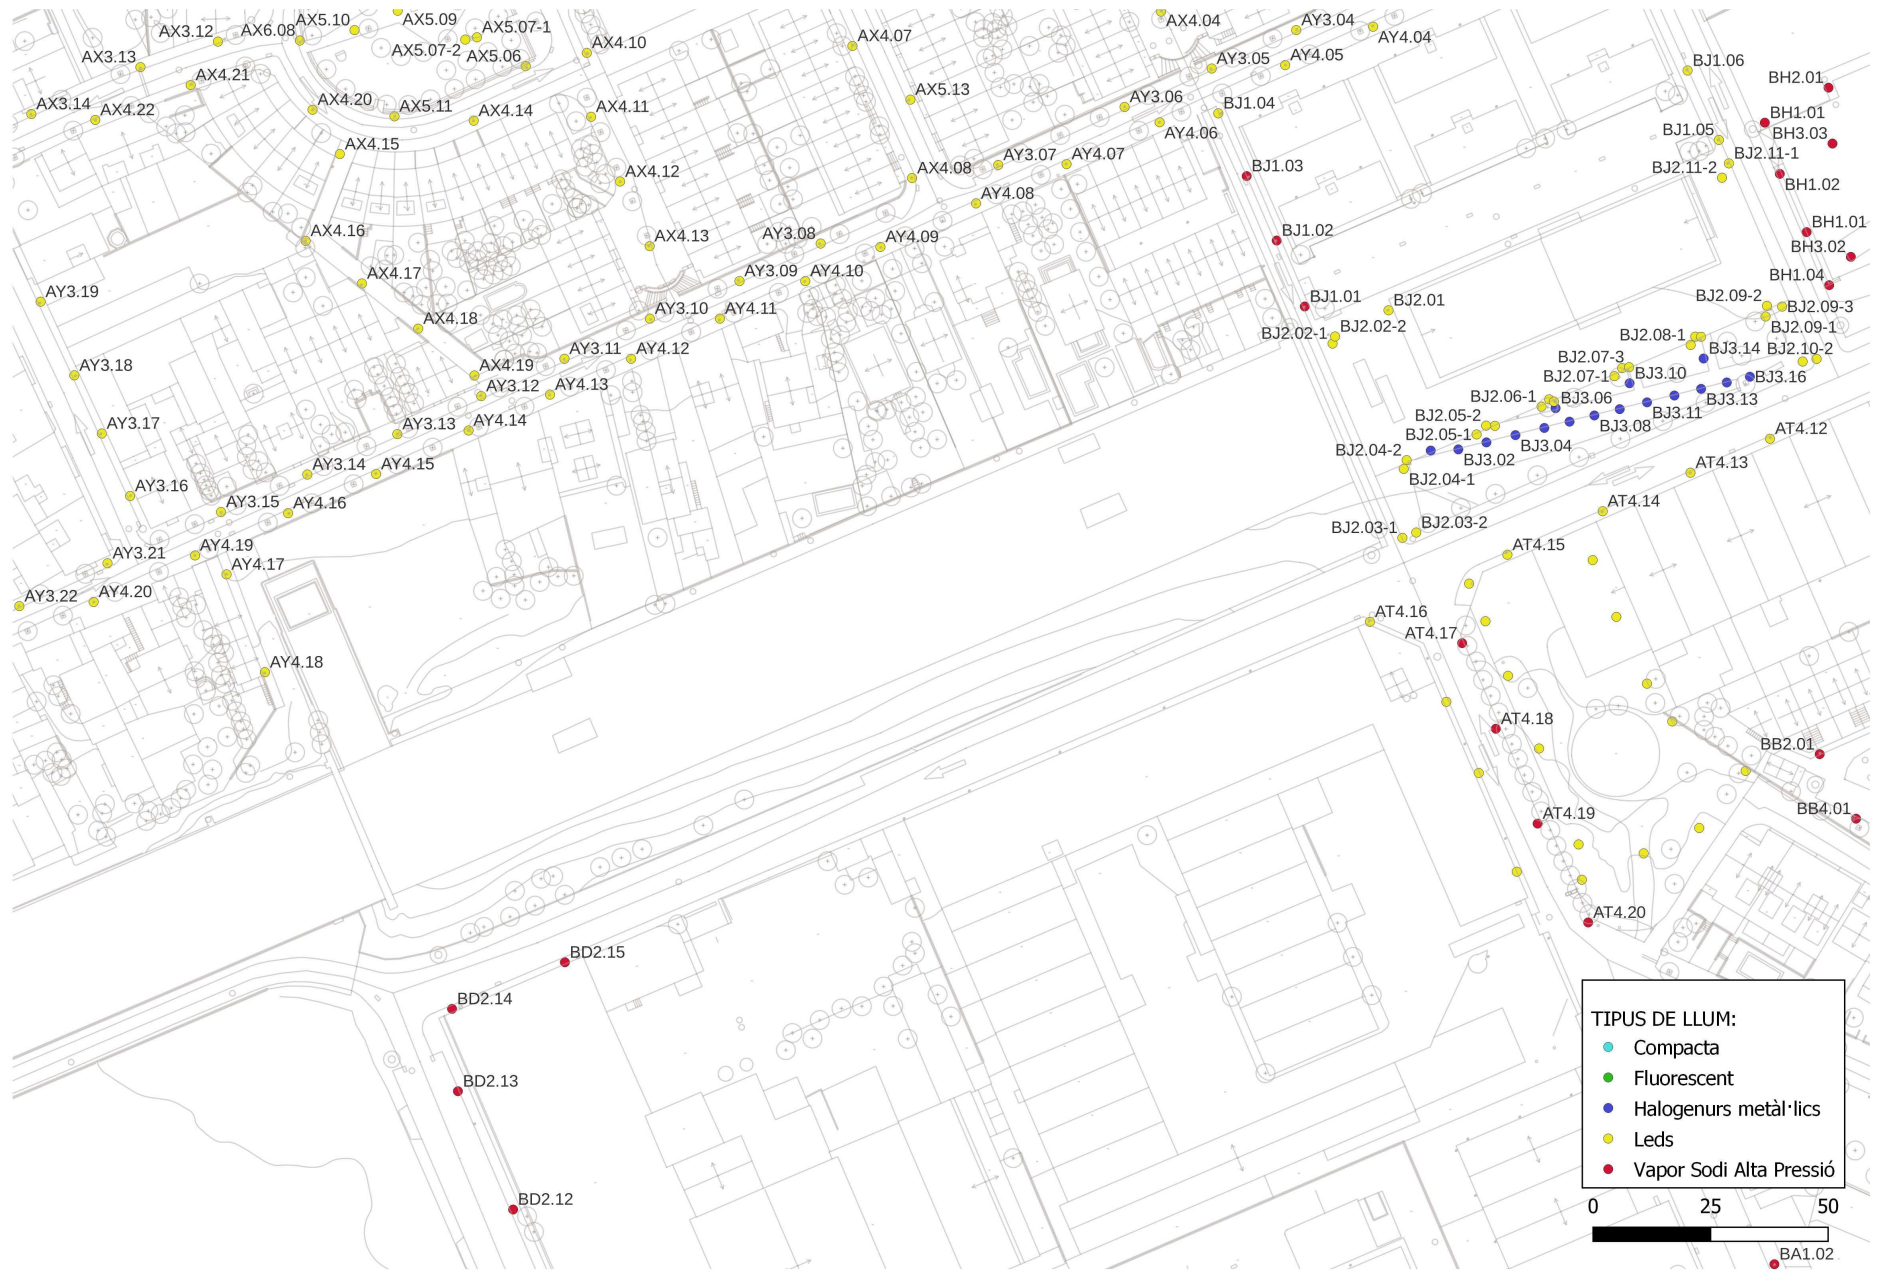 AX5.10
AX5.09
AX4.04
AY3.04
AX3.12
AX6.08
AX5.07-1
AX5.07-2
AX4.10
AX4.07
AY4.04
AX5.06
AY3.05
AY4.05
AX3.13
AX4.21
BJ1.06
BH2.01
AX3.14
AX4.22
AX4.20
AX5.11
AX4.14
AX4.11
AX5.13
AY3.06
BJ1.04
AY4.06
BH1.01
BJ1.05
BH3.03
AX4.15
AX4.12
AX4.08
AY3.07
AY4.07
BJ1.03
BJ2.11-1
BJ2.11-2
BH1.02
AY4.08
AX4.16
AX4.13
AY3.08
AY4.09
BJ1.02
BH1.01
BH3.02
AX4.17
AY3.09
AY4.10
BH1.04
AY3.19
AY3.10
AY4.11
BJ1.01
BJ2.01
BJ2.09-2
BJ2.09-3
AX4.18
BJ2.02-1
BJ2.02-2
BJ2.08-1
BJ2.09-1
AY3.11
AY4.12
BJ2.07-3
BJ3.14
BJ2.10-2
AY3.18
AX4.19
BJ2.07-1
BJ3.10
BJ3.16
AY3.12
AY4.13
BJ2.06-1
BJ3.06
BJ3.13
BJ3.11
AY3.17
AY3.13
AY4.14
BJ2.05-2
BJ3.08
BJ2.05-1
BJ3.04
AT4.12
BJ2.04-2
BJ3.02
AY3.14
AY4.15
BJ2.04-1
AT4.13
AY3.16
AY3.15
AY4.16
AT4.14
BJ2.03-1
BJ2.03-2
AY3.21
AY4.19
AY4.17
AT4.15
AY3.22
AY4.20
AT4.16
AT4.17
AY4.18
AT4.18
BB2.01
AT4.19
BB4.01
AT4.20
BD2.15
BD2.14
BD2.13
BD2.12
TIPUS DE LLUM:
Compacta
Fluorescent
Halogenurs metàl·lics
Leds
Vapor Sodi Alta Pressió
0 25 50
BA1.02